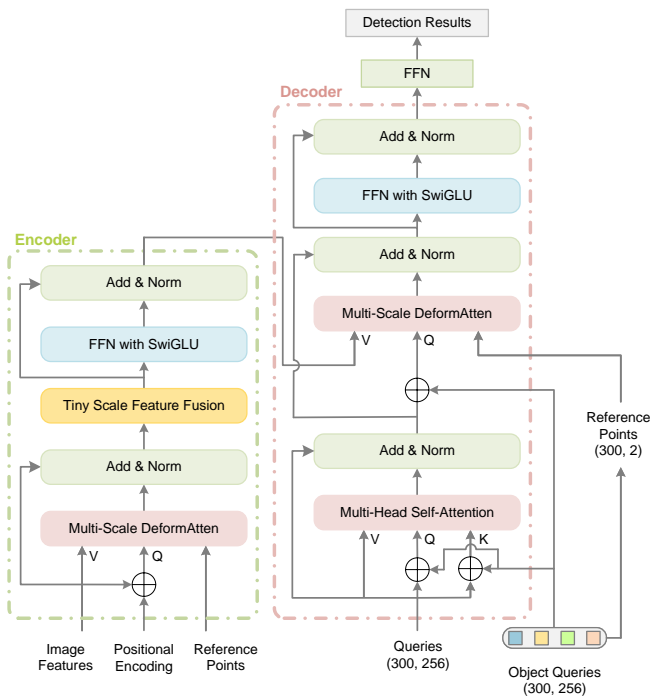 Detection Results
FFN
Decoder
Add & Norm
FFN with SwiGLU
Add & Norm
Multi-Scale DeformAtten
V
Q
Encoder
Add & Norm
FFN with SwiGLU
Tiny Scale Feature Fusion
Add & Norm
Multi-Scale DeformAtten
V
Q
Add & Norm
Multi-Head Self-Attention
V
Q
K
Reference
Points
(300, 2)
Image
Features
Positional
Encoding
Reference
Points
Queries
(300, 256)
Object Queries
(300, 256)